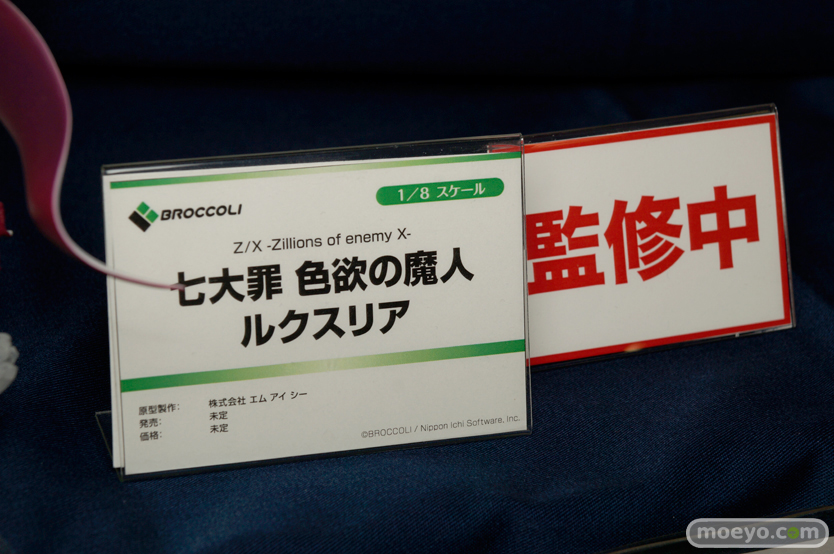 BROCCOLI
1/8 スケール
Z/X -Zillions of enemy X-
七大罪 色欲の魔人
ルクスリア
原型製作： 株式会社 エム アイ シー
発売： 未定
価格： 未定
©BROCCOLI / Nippon Ichi Software, Inc.
監修中
moeyo.com